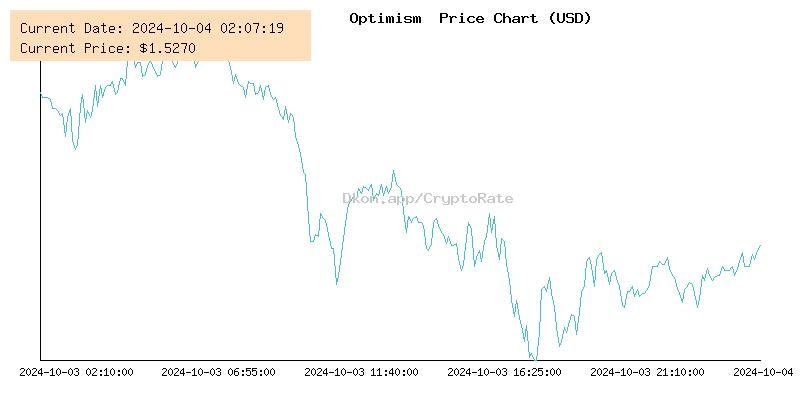 Optimism Price Chart (USD)
Current Date: 2024-10-04 02:07:19
Current Price: $1.5270
Dkon.app/CryptoRate
2024-10-03 02:10:00 2024-10-03 06:55:00 2024-10-03 11:40:00 2024-10-03 16:25:00 2024-10-03 21:10:00 2024-10-04